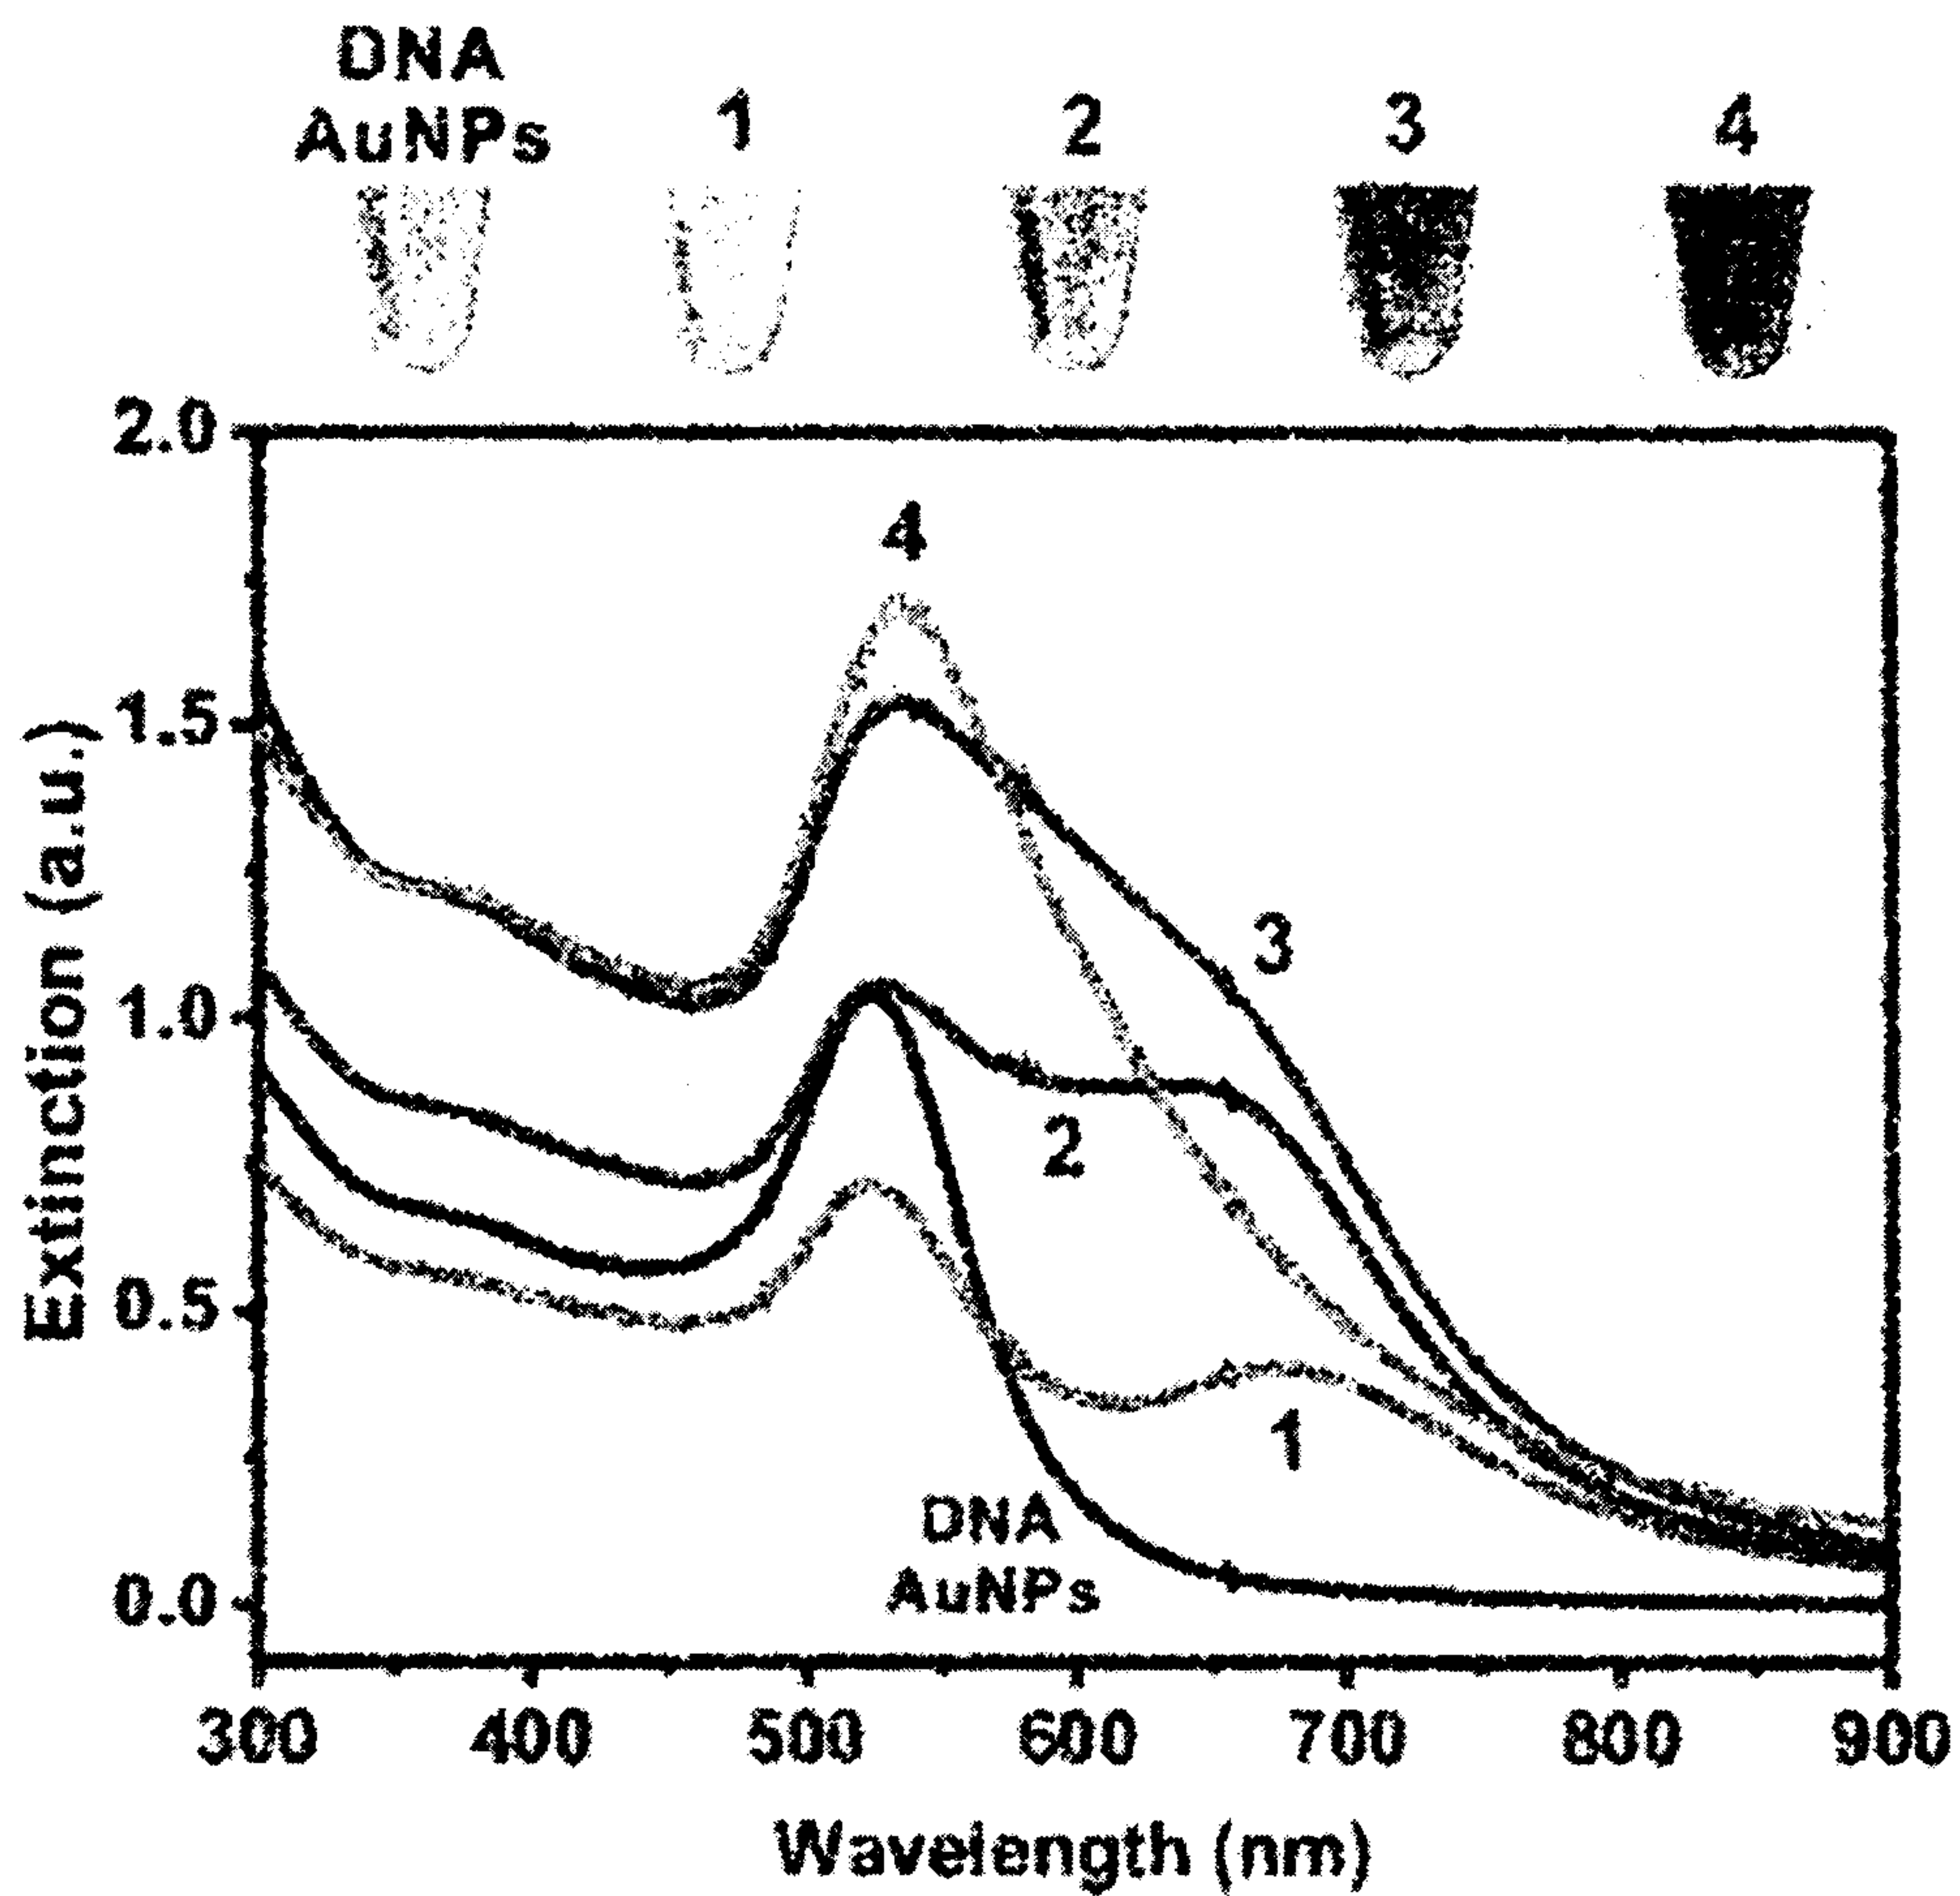 DNA
AuNPs 1 2 3 4
2.0
1.5
1.0
0.5
0.0
Extinction (a.u.)
4
3
2
1
DNA
AuNPs
300 400 500 600 700 800 900
Wavelength (nm)